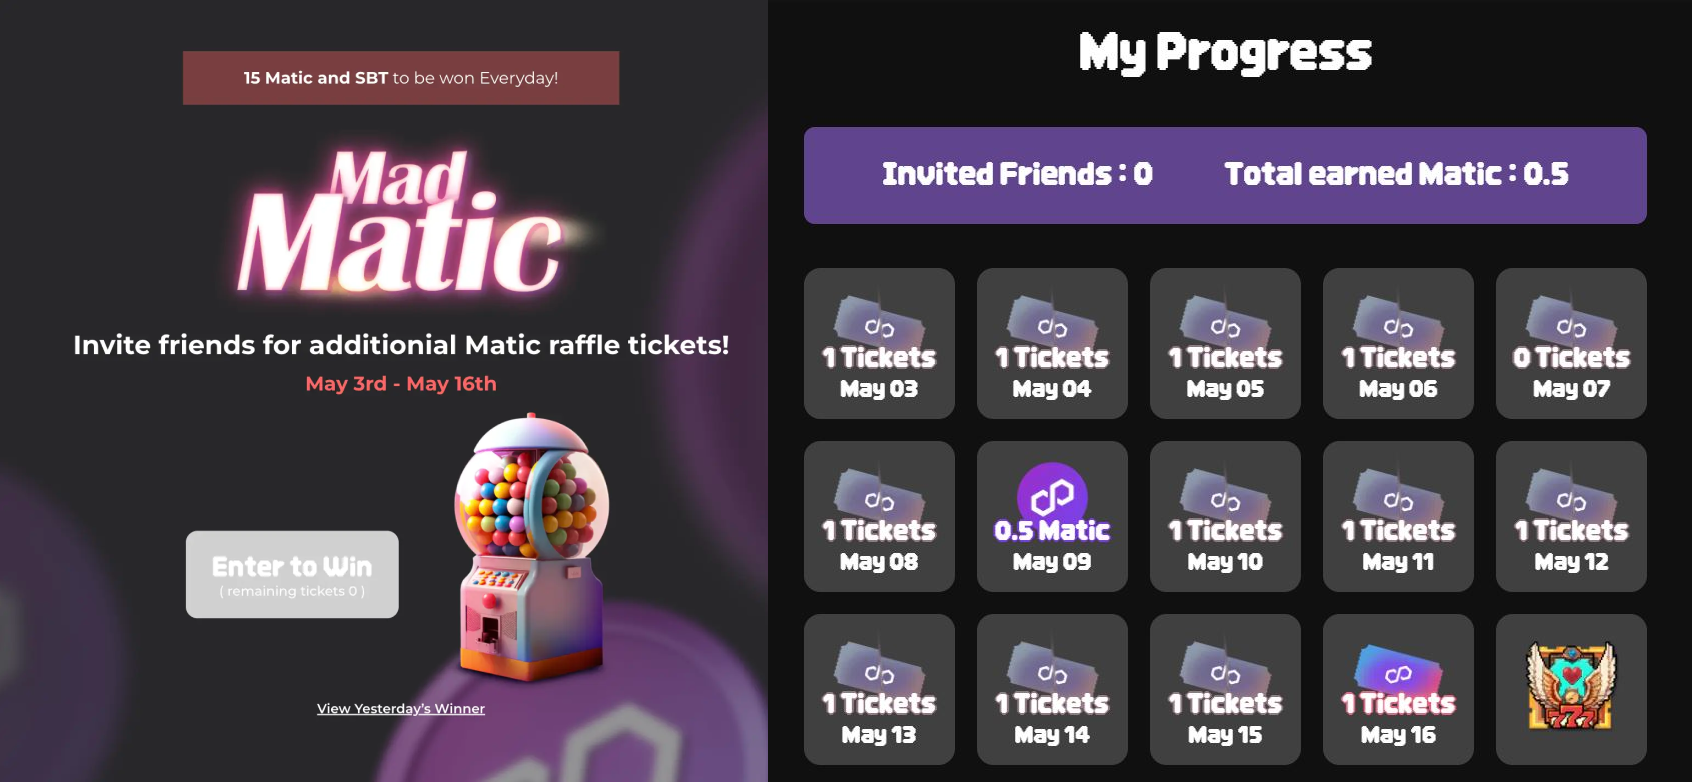 15 Matic and SBT to be won Everyday!
Mad
Matic
Invite friends for additionial Matic raffle tickets!
May 3rd - May 16th
Enter to Win
( remaining tickets 0 )
View Yesterday's Winner
My Progress
Invited Friends : 0
Total earned Matic : 0.5
1 Tickets
May 03
1 Tickets
May 04
1 Tickets
May 05
1 Tickets
May 06
0 Tickets
May 07
1 Tickets
May 08
0.5 Matic
May 09
1 Tickets
May 10
1 Tickets
May 11
1 Tickets
May 12
1 Tickets
May 13
1 Tickets
May 14
1 Tickets
May 15
1 Tickets
May 16
777